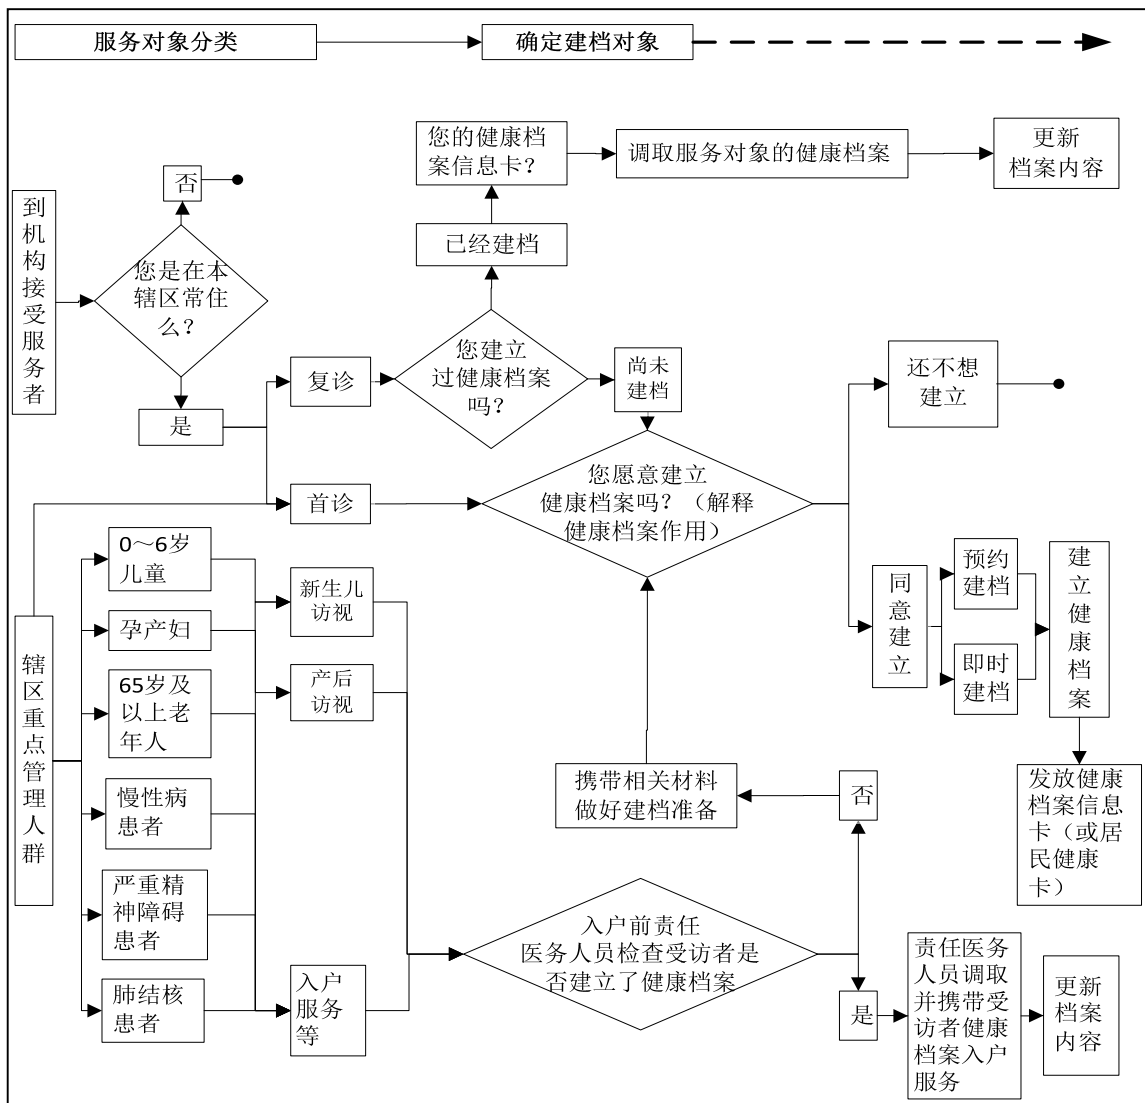 服务对象分类
确定建档对象
到
机
构
接
受
服
务
者
否
您是在本
辖区常住
么？
是
复诊
首诊
您建立
过健康档案
吗？
已经建档
您的健康档
案信息卡？
调取服务对象的健康档案
更新
档案内容
尚未
建档
您愿意建立
健康档案吗？（解释
健康档案作用）
还不想
建立
同
意
建
立
预约
建档
即时
建档
建
立
健
康
档
案
发放健康
档案信息
卡（或居
民健康
卡）
辖
区
重
点
管
理
人
群
0～6岁
儿童
孕产妇
65岁及
以上老
年人
慢性病
患者
严重精
神障碍
患者
肺结核
患者
新生儿
访视
产后
访视
入户
服务
等
入户前责任
医务人员检查受访者是
否建立了健康档案
否
携带相关材料
做好建档准备
是
责任医务
人员调取
并携带受
访者健康
档案入户
服务
更新
档案
内容